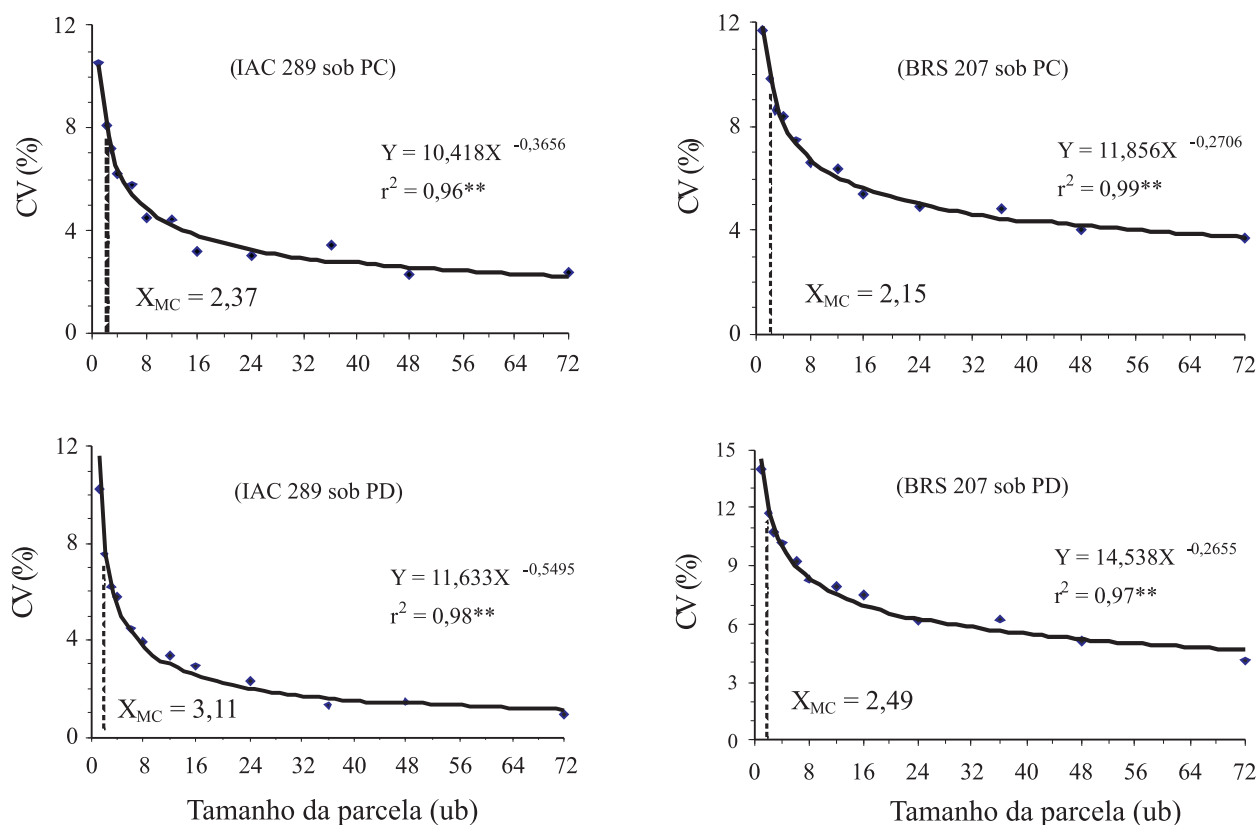 12
(IAC 289 sob PC)
8
CV (%)
Y = 10,418X -0,3656
r2 = 0,96**
4
XMC = 2,37
0
0 8 16 24 32 40 48 56 64 72
12
(BRS 207 sob PC)
8
CV (%)
Y = 11,856X -0,2706
r2 = 0,99**
4
XMC = 2,15
0
0 8 16 24 32 40 48 56 64 72
12
(IAC 289 sob PD)
8
CV (%)
Y = 11,633X -0,5495
r2 = 0,98**
4
XMC = 3,11
0
0 8 16 24 32 40 48 56 64 72
Tamanho da parcela (ub)
15
(BRS 207 sob PD)
12
9
CV (%)
Y = 14,538X -0,2655
r2 = 0,97**
6
3
XMC = 2,49
0
0 8 16 24 32 40 48 56 64 72
Tamanho da parcela (ub)